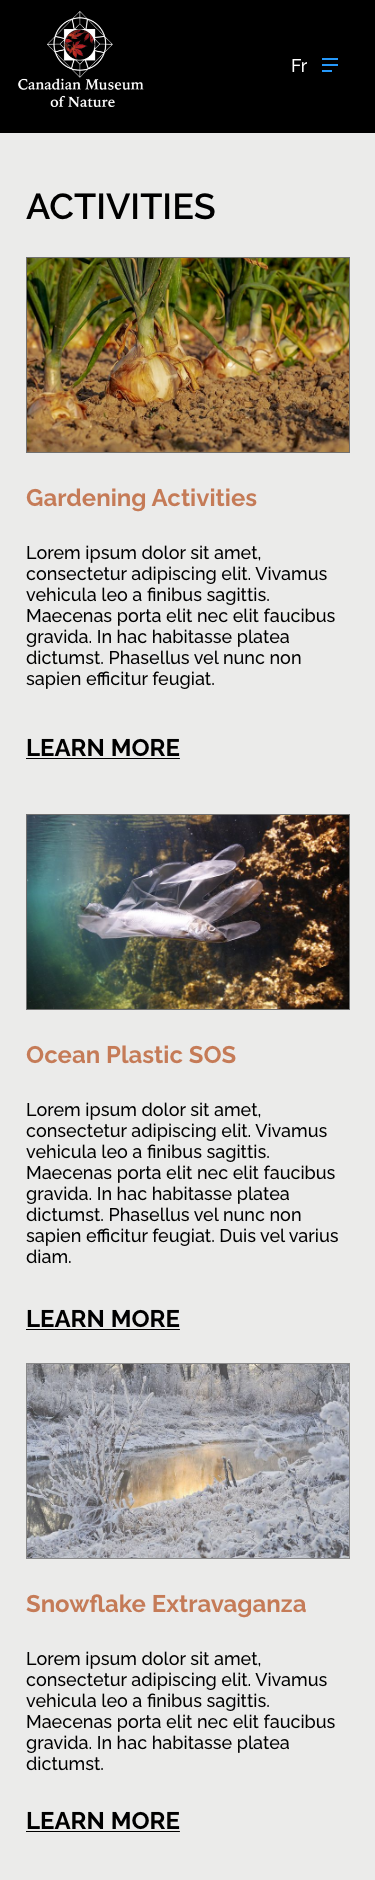 Canadian Museum
of Nature
Fr
ACTIVITIES
Gardening Activities
Lorem ipsum dolor sit amet,
consectetur adipiscing elit. Vivamus
vehicula leo a finibus sagittis.
Maecenas porta elit nec elit faucibus
gravida. In hac habitasse platea
dictumst. Phasellus vel nunc non
sapien efficitur feugiat.
LEARN MORE
Ocean Plastic SOS
Lorem ipsum dolor sit amet,
consectetur adipiscing elit. Vivamus
vehicula leo a finibus sagittis.
Maecenas porta elit nec elit faucibus
gravida. In hac habitasse platea
dictumst. Phasellus vel nunc non
sapien efficitur feugiat. Duis vel varius
diam.
LEARN MORE
Snowflake Extravaganza
Lorem ipsum dolor sit amet,
consectetur adipiscing elit. Vivamus
vehicula leo a finibus sagittis.
Maecenas porta elit nec elit faucibus
gravida. In hac habitasse platea
dictumst.
LEARN MORE